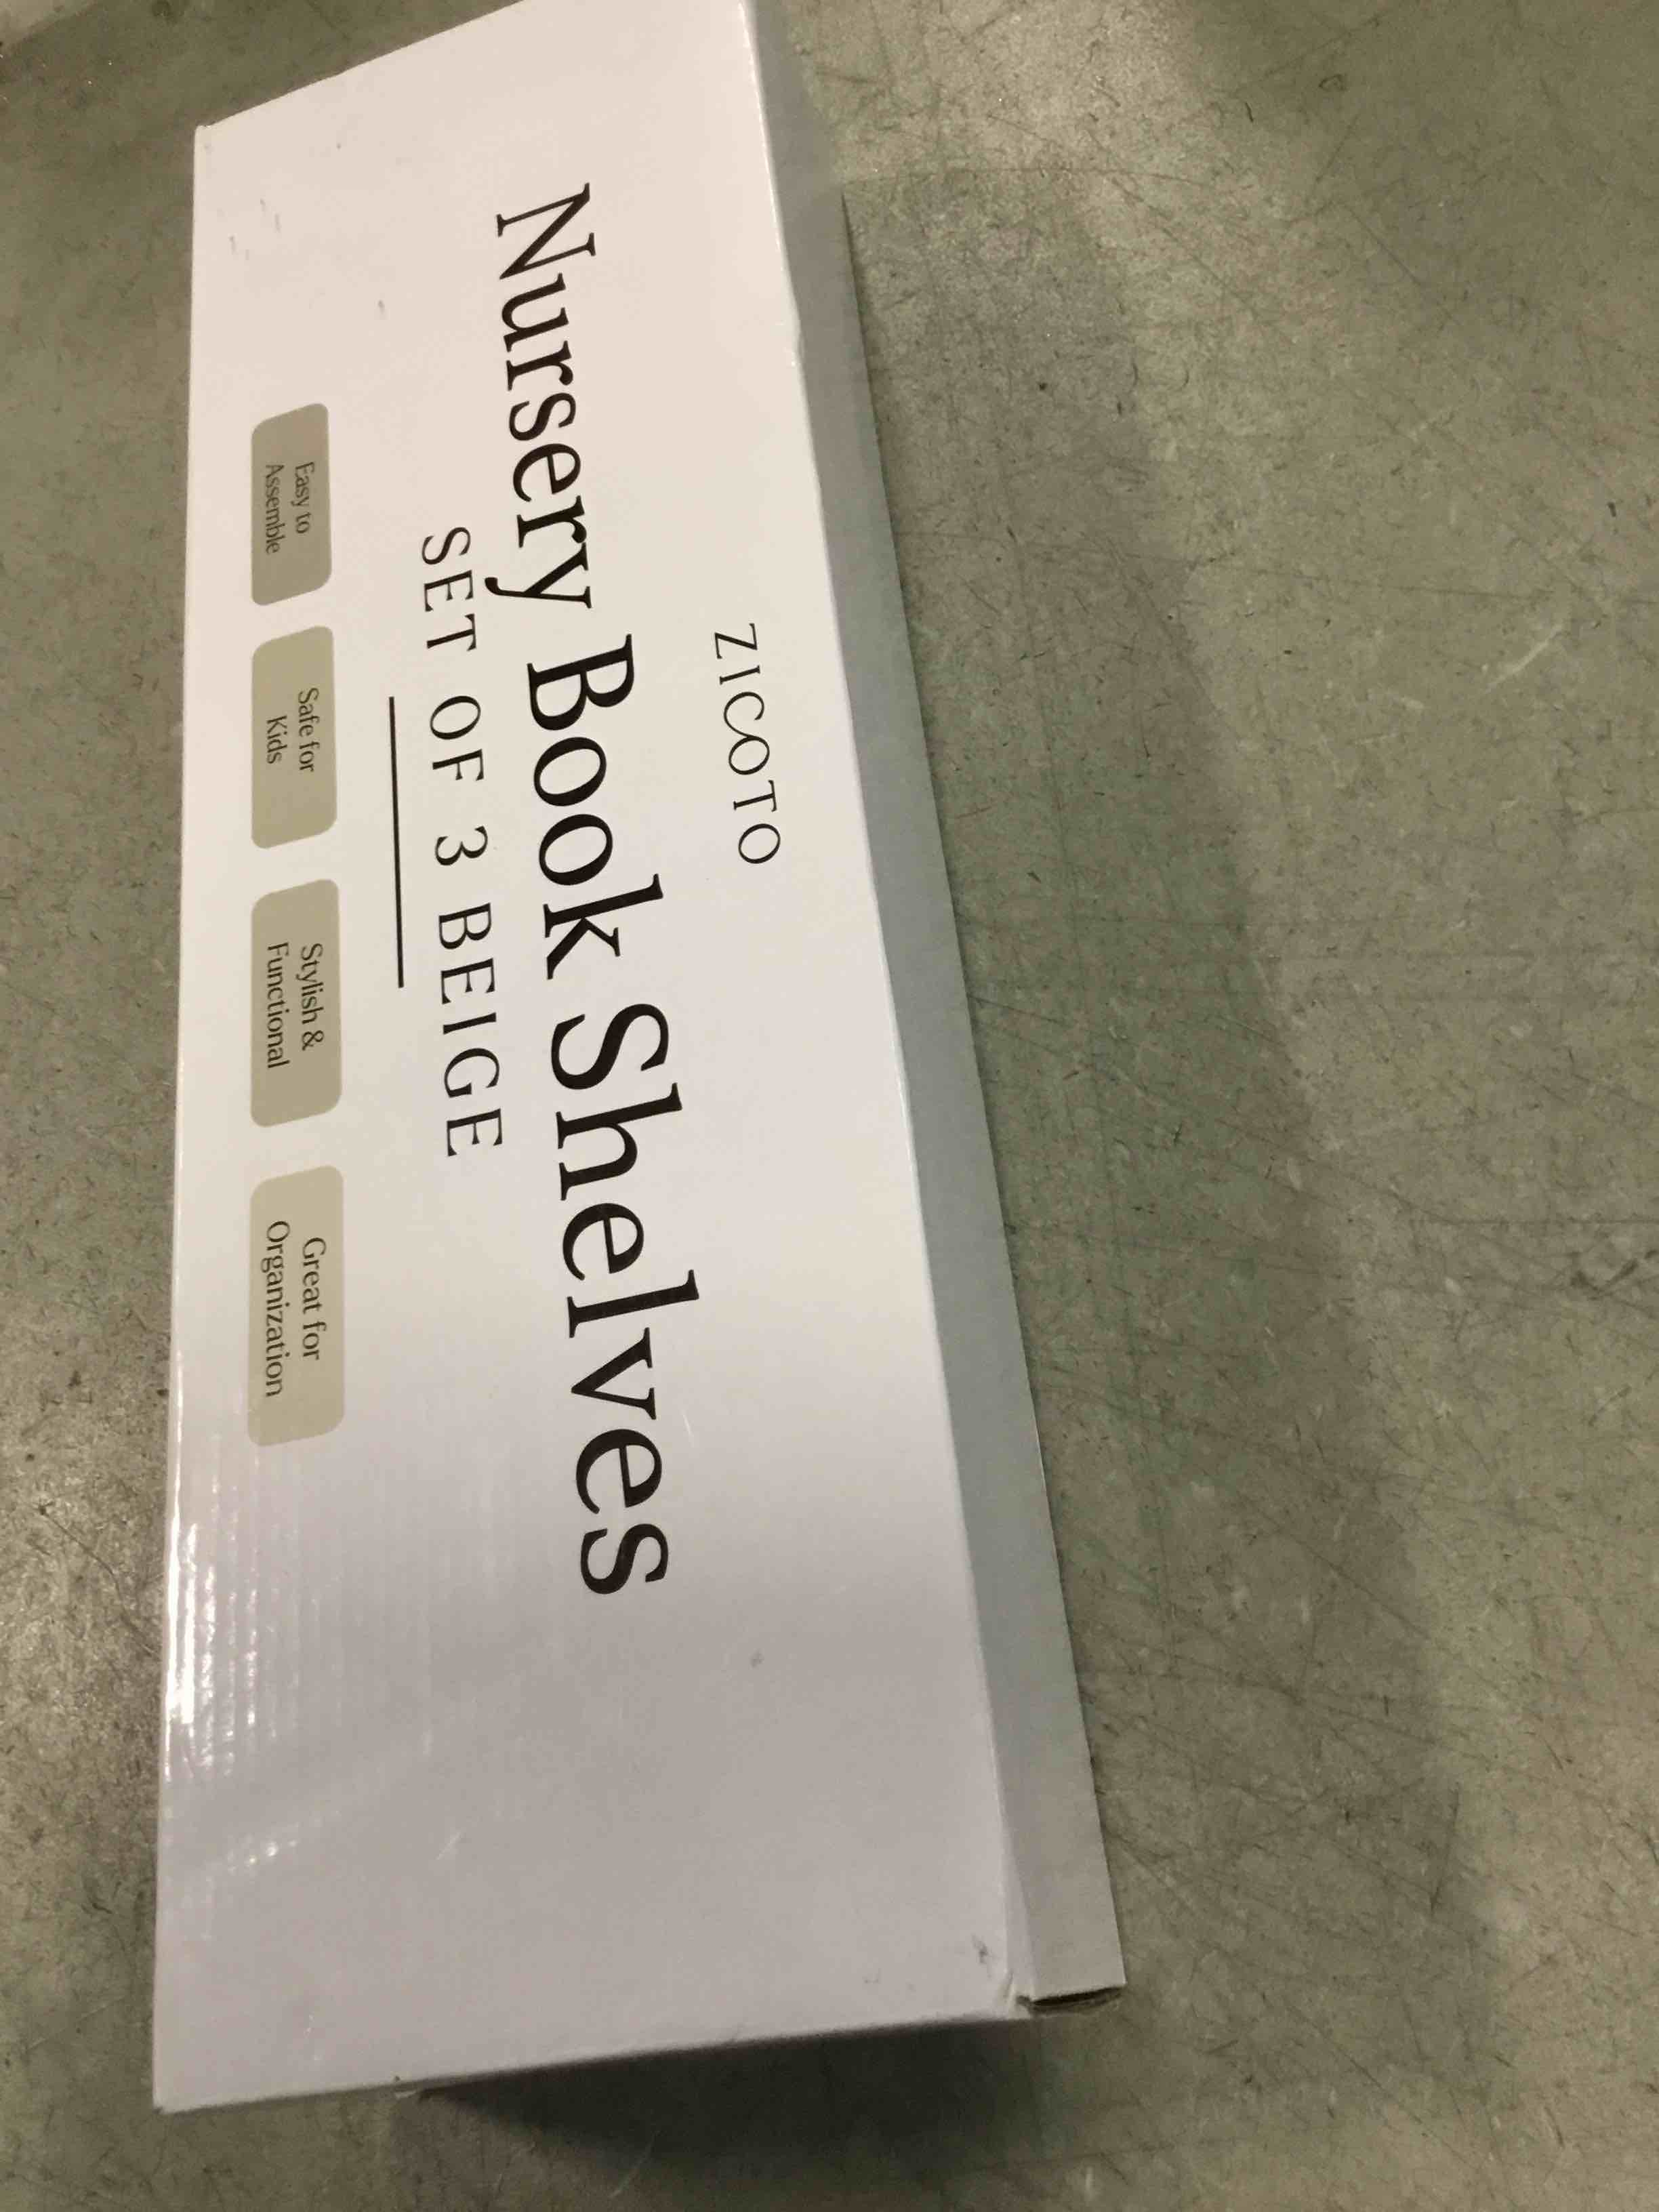 ZICOTO
Nursery Book Shelves
SET OF 3 BEIGE
Easy to
Assemble
Safe for
Kids
Stylish &
Functional
Great for
Organization